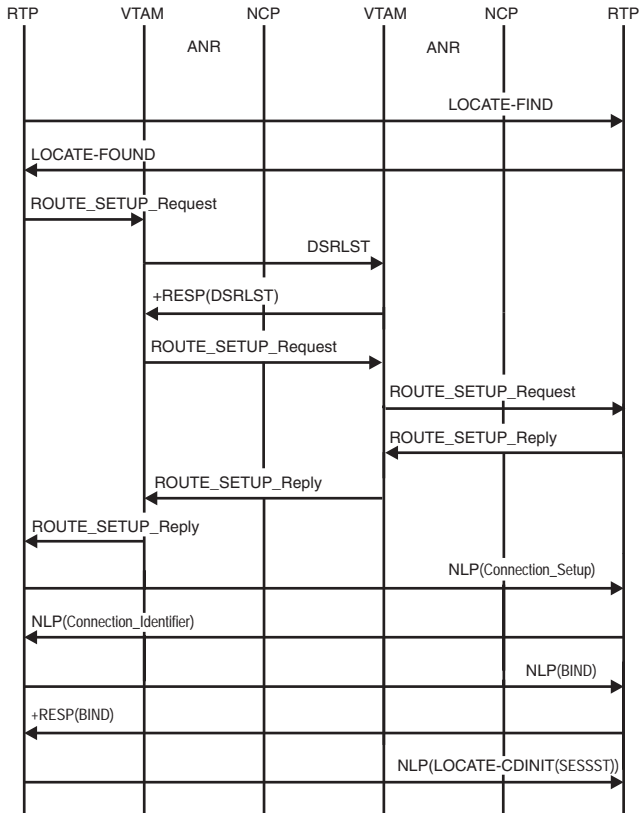 RTP VTAM NCP VTAM NCP RTP
ANR ANR
LOCATE-FIND
LOCATE-FOUND
ROUTE_SETUP_Request
DSRLST
+RESP(DSRLST)
ROUTE_SETUP_Request
ROUTE_SETUP_Request
ROUTE_SETUP_Reply
ROUTE_SETUP_Reply
ROUTE_SETUP_Reply
NLP(Connection_Setup)
NLP(Connection_Identifier)
NLP(BIND)
+RESP(BIND)
NLP(LOCATE-CDINIT(SESSST))